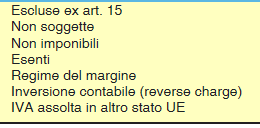 Escluse ex art. 15
Non soggette
Non imponibili
Esenti
Regime del margine
Inversione contabile (reverse charge)
IVA assolta in altro stato UE